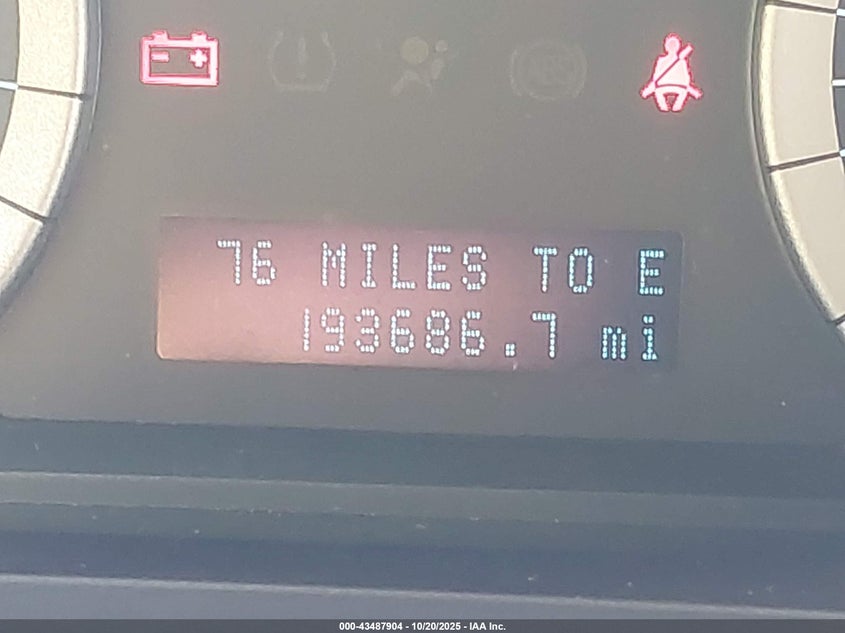 76 MILES TO E
193686.7 mi
000-43487904 - 10/20/2025 - IAA Inc.